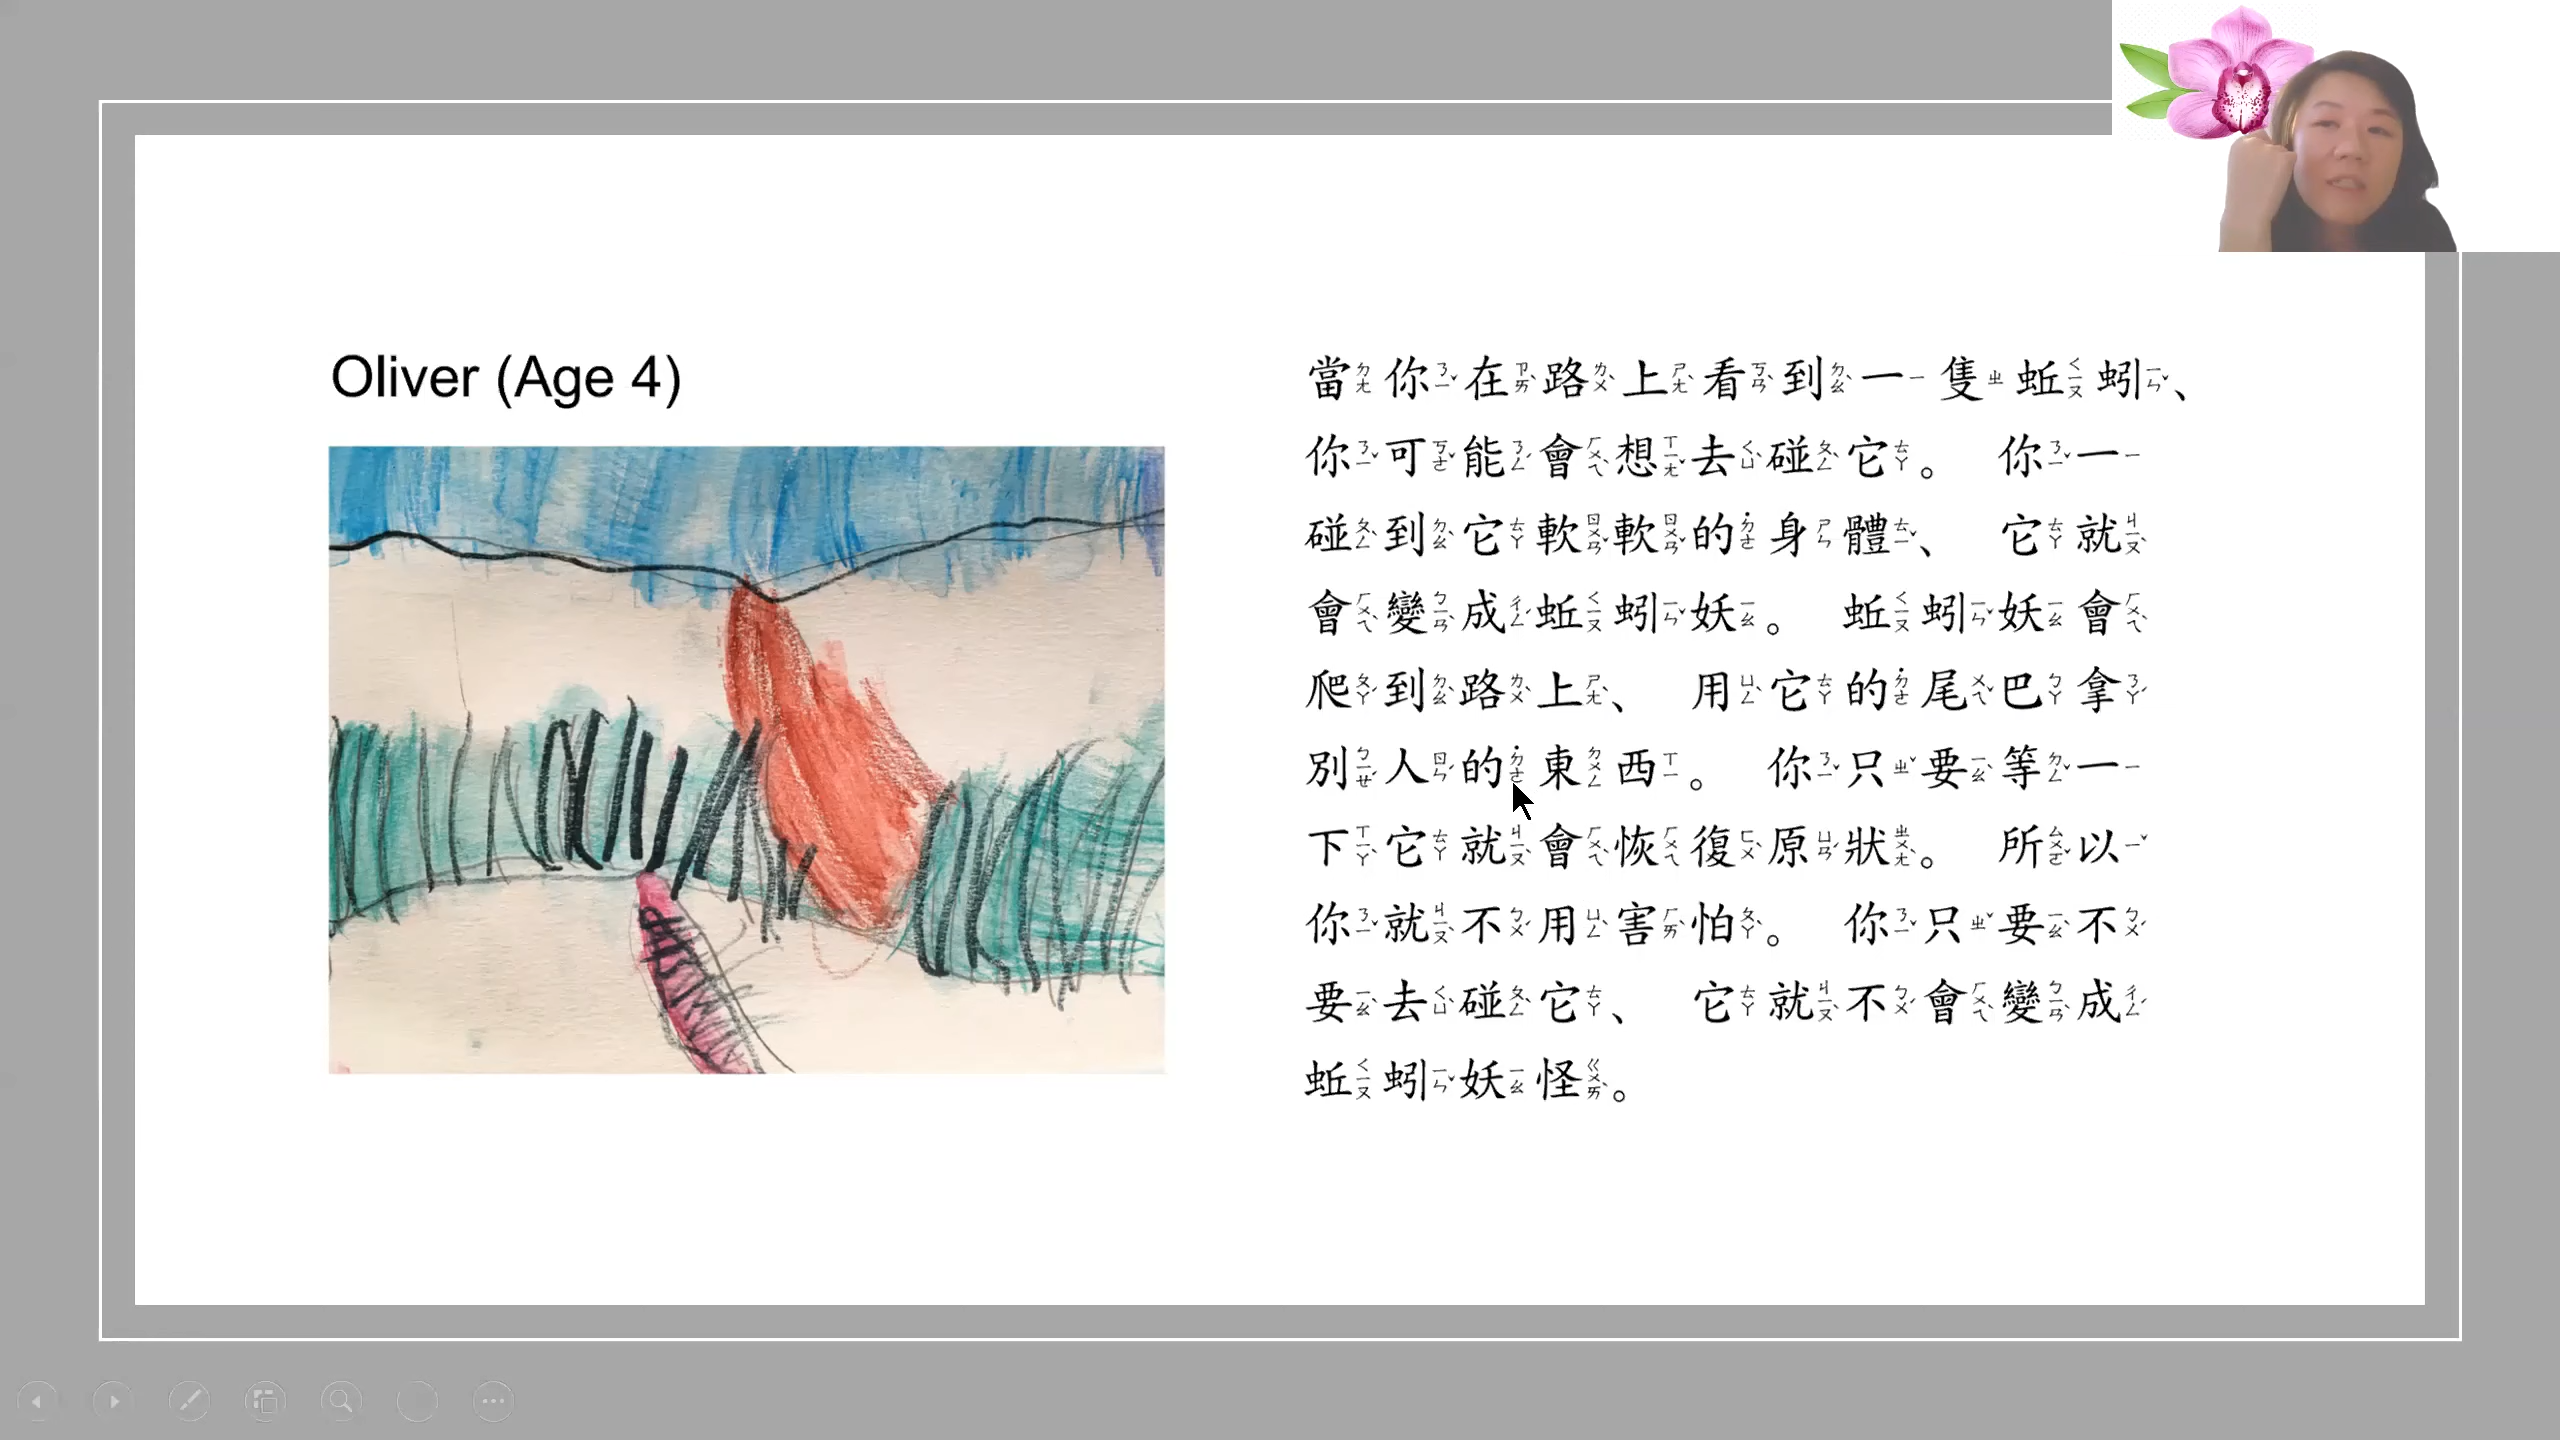 Oliver (Age 4)
當你在路上看到一隻蚯蚓、
你可能會想去碰它。 你一
碰到它軟軟的身體、 它就
會變成蚯蚓妖。 蚯蚓妖會
爬到路上、 用它的尾巴拿
別人的東西。 你只要等一
下它就會恢復原狀。 所以
你就不用害怕。 你只要不
要去碰它、 它就不會變成
蚯蚓妖怪。